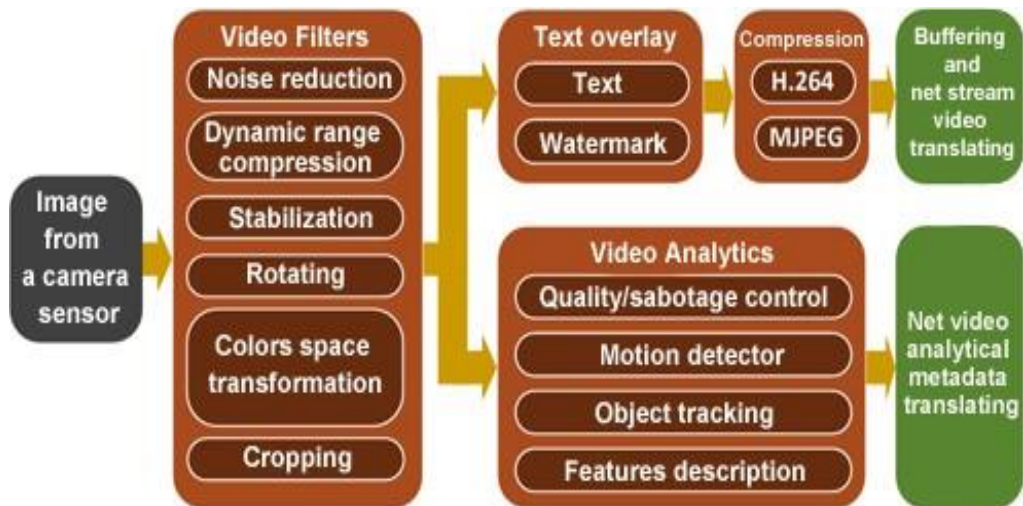 Image
from
a camera
sensor
Video Filters
Noise reduction
Dynamic range
compression
Stabilization
Rotating
Colors space
transformation
Cropping
Text overlay
Text
Watermark
Compression
H.264
MJPEG
Buffering
and
net stream
video
translating
Video Analytics
Quality/sabotage control
Motion detector
Object tracking
Features description
Net video
analytical
metadata
translating